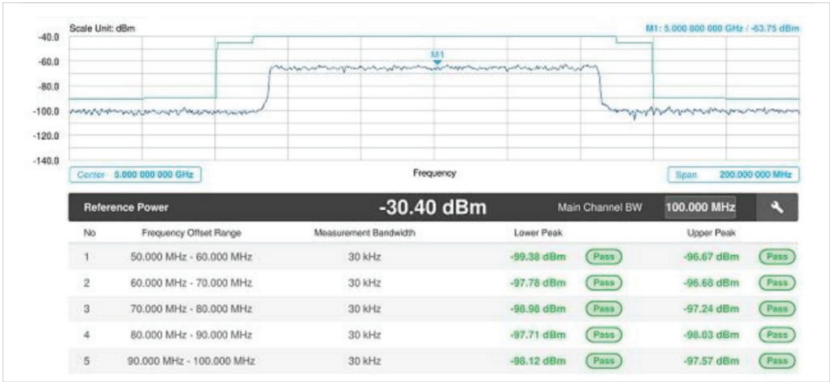 Scale Unit: dBm
M1: 5.000 800 000 GHz / -63.75 dBm
-40.0
-60.0
-80.0
-100.0
-120.0
-140.0
M1
Center 5.000 000 000 GHz
Frequency
Span 200.000 000 MHz
Reference Power -30.40 dBm Main Channel BW 100.000 MHz
No Frequency Offset Range Measurement Bandwidth Lower Peak Upper Peak
1 50.000 MHz - 60.000 MHz 30 kHz -99.38 dBm Pass -96.67 dBm Pass
2 60.000 MHz - 70.000 MHz 30 kHz -97.78 dBm Pass -96.68 dBm Pass
3 70.000 MHz - 80.000 MHz 30 kHz -98.98 dBm Pass -97.24 dBm Pass
4 80.000 MHz - 90.000 MHz 30 kHz -97.71 dBm Pass -98.03 dBm Pass
5 90.000 MHz - 100.000 MHz 30 kHz -98.12 dBm Pass -97.57 dBm Pass